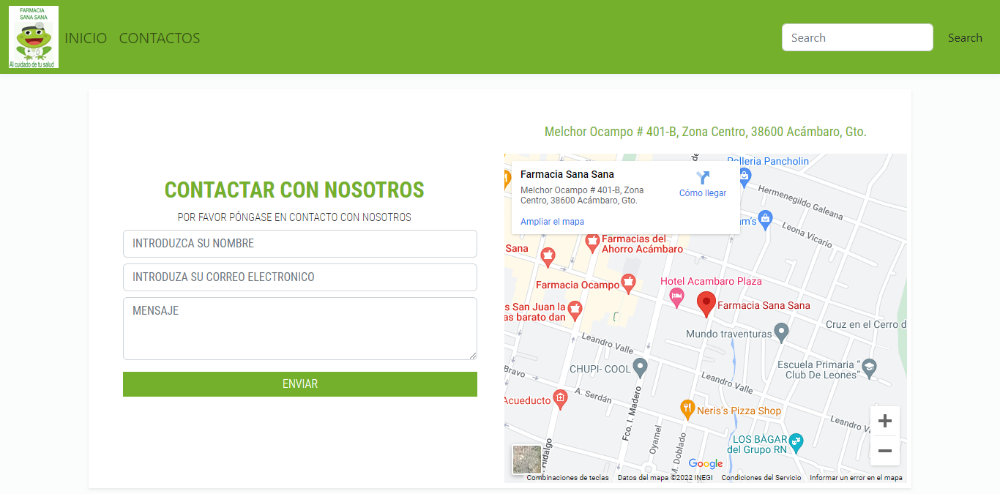 FARMACIA
SANA SANA
Al cuidado de tu salud
INICIO CONTACTOS
Search
Search
CONTACTAR CON NOSOTROS
POR FAVOR PÓNGASE EN CONTACTO CON NOSOTROS
INTRODUZCA SU NOMBRE
INTRODUZA SU CORREO ELECTRONICO
MENSAJE
ENVIAR
Melchor Ocampo # 401-B, Zona Centro, 38600 Acámbaro, Gto.
Farmacia Sana Sana
Melchor Ocampo # 401-B, Zona
Centro, 38600 Acámbaro, Gto.
Cómo llegar
Ampliar el mapa
Pancholin
Hermenegildo Galeana
am's
Leona Vicario
Farmacias del
Ahorro Acámbaro
Sana
Hotel Acambaro Plaza
Farmacia Ocampo
Farmacia Sana Sana
s San Juan la
as barato dan
Cruz en el Cerro d
Mundo traventuras
Leandro Valle
CHUPI- COOL
Escuela Primaria “
Club De Leones”
Bravo
A. Serdán
Leandro Valle
Acueducto
Fco. I. Madero
Neris's Pizza Shop
Leandro Va
Oyamel
M. Doblado
LOS BÀGAR
del Grupo RN
Hidalgo
Google
Combinaciones de teclas
Datos del mapa ©2022 INEGI
Condiciones del Servicio
Informar un error en el mapa